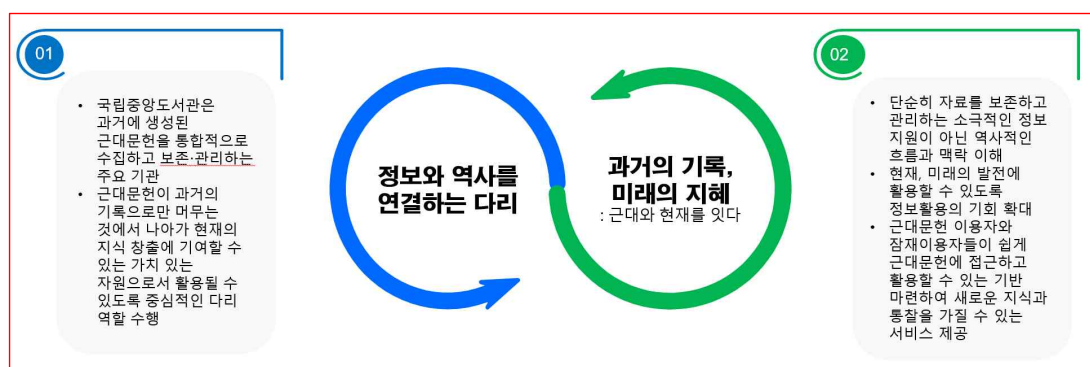 01
• 국립중앙도서관은
과거에 생성된
근대문헌을 통합적으로
수집하고 보존·관리하는
주요 기관
• 근대문헌이 과거의
기록으로만 머무는
것에서 나아가 현재의
지식 창출에 기여할 수
있는 가치 있는
자원으로서 활용될 수
있도록 중심적인 다리
역할 수행
정보와 역사를
연결하는 다리
과거의 기록,
미래의 지혜
: 근대와 현재를 잇다
02
• 단순히 자료를 보존하고
관리하는 소극적인 정보
지원이 아닌 역사적인
흐름과 맥락 이해
• 현재, 미래의 발전에
활용할 수 있도록
정보활용의 기회 확대
• 근대문헌 이용자와
잠재이용자들이 쉽게
근대문헌에 접근하고
활용할 수 있는 기반
마련하여 새로운 지식과
통찰을 가질 수 있는
서비스 제공